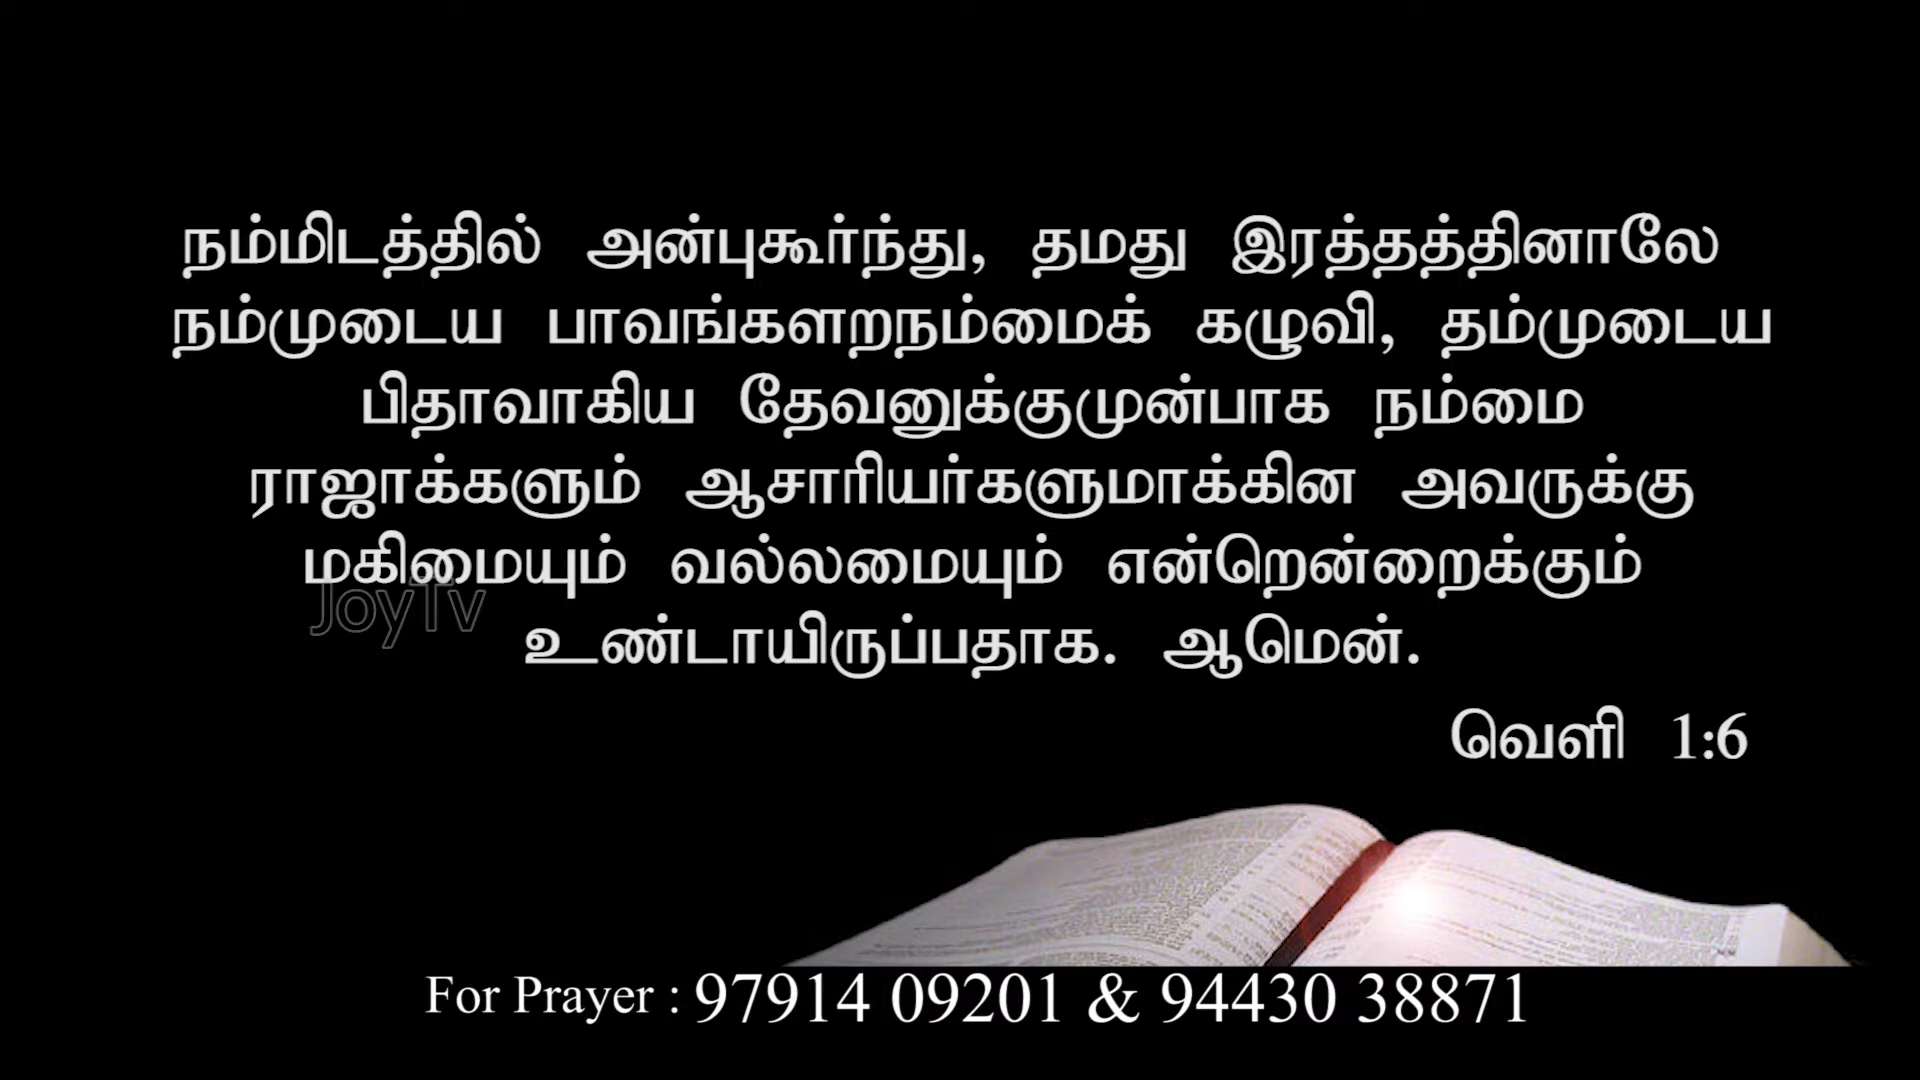 நம்மிடத்தில் அன்புகூர்ந்து, தமது இரத்தத்தினாலே
நம்முடைய பாவங்களறநம்மைக் கழுவி, தம்முடைய
பிதாவாகிய தேவனுக்குமுன்பாக நம்மை
ராஜாக்களும் ஆசாரியர்களுமாக்கின அவருக்கு
மகிமையும் வல்லமையும் என்றென்றைக்கும்
JoyTv
உண்டாயிருப்பதாக. ஆமென்.
வெளி 1:6
For Prayer : 97914 09201 & 94430 38871